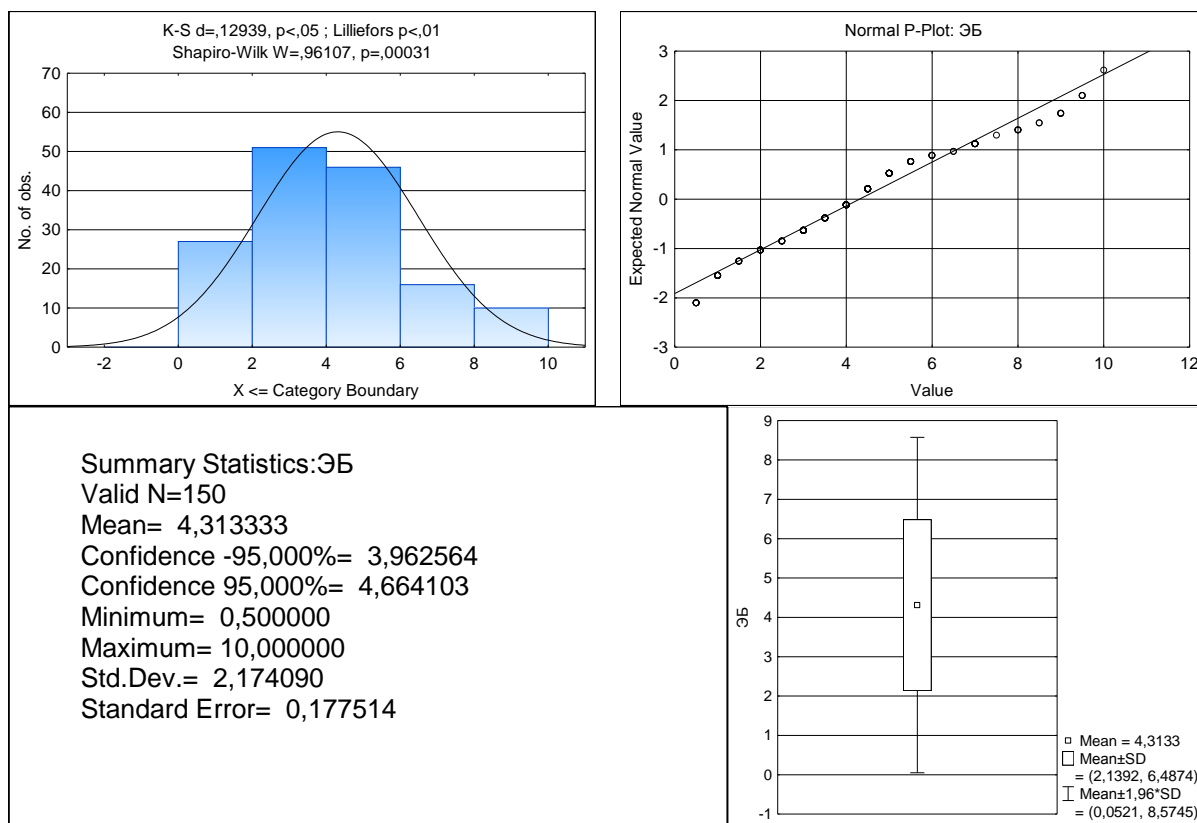 K-S d=,12939, p<,05 ; Lilliefors p<,01
Shapiro-Wilk W=,96107, p=,00031
70
60
50
40
30
20
10
0
-2 0 2 4 6 8 10
No. of obs.
X <= Category Boundary
Normal P-Plot: ЭБ
3
2
1
0
-1
-2
-3
0 2 4 6 8 10 12
Expected Normal Value
Value
Summary Statistics:ЭБ
Valid N=150
Mean= 4,313333
Confidence -95,000%= 3,962564
Confidence 95,000%= 4,664103
Minimum= 0,500000
Maximum= 10,000000
Std.Dev.= 2,174090
Standard Error= 0,177514
9
8
7
6
5
4
3
2
1
0
-1
ЭБ
Mean = 4,3133
Mean±SD
= (2,1392, 6,4874)
Mean±1,96*SD
= (0,0521, 8,5745)